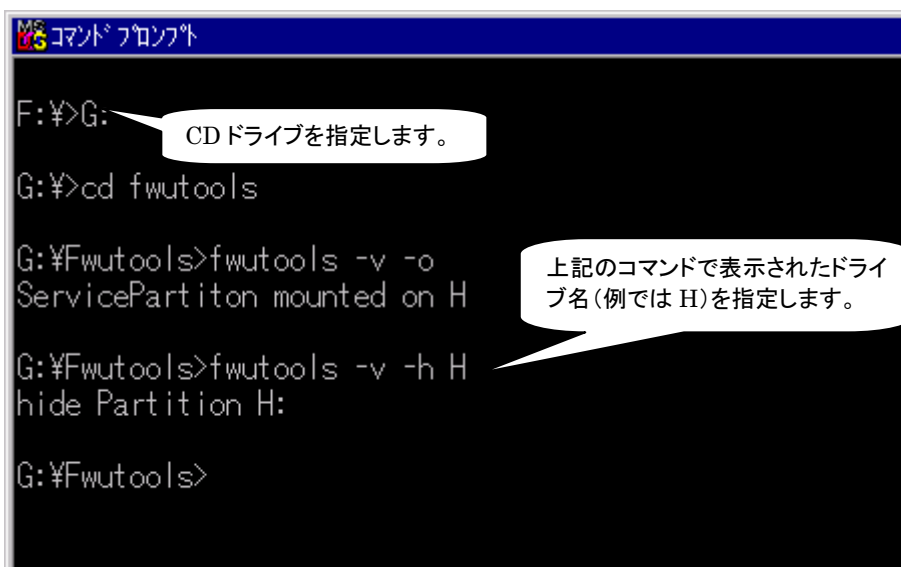 MS DOS コマンド プロンプト
F:¥>G:
CDドライブを指定します。
G:¥>cd fwutools
G:¥Fwutools>fwutools -v -o
ServicePartiton mounted on H
上記のコマンドで表示されたドライ
ブ名(例では H)を指定します。
G:¥Fwutools>fwutools -v -h H
hide Partition H:
G:¥Fwutools>